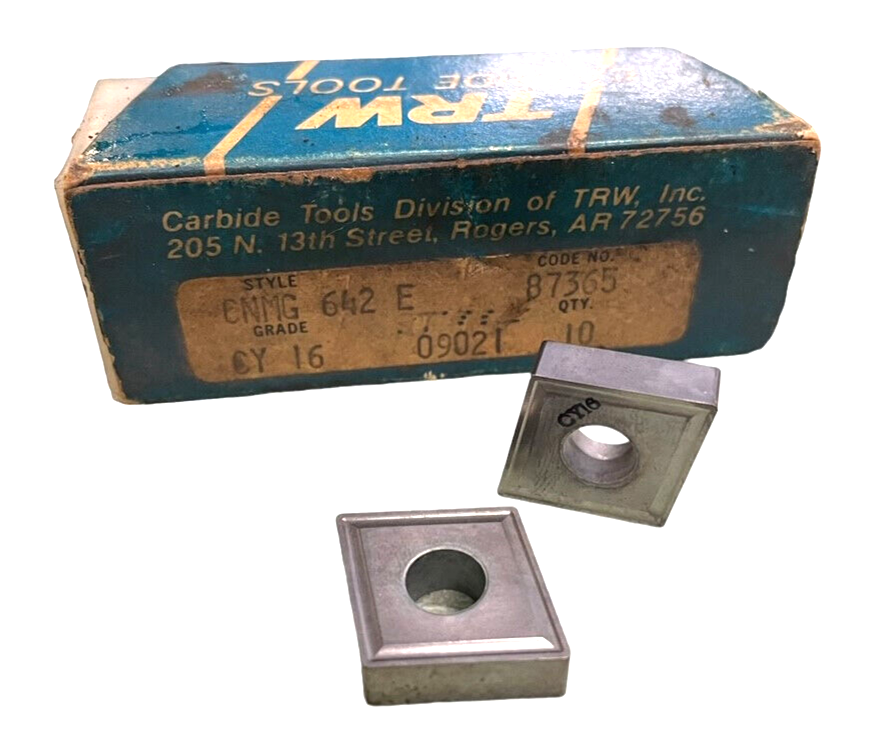 TRW
DE TOOLS
Carbide Tools Division of TRW, Inc.
205 N. 13th Street, Rogers, AR 72756
STYLE
CNMG 642 E
CODE NO.
87365
GRADE
CY 16
09021
QTY.
10
CY16